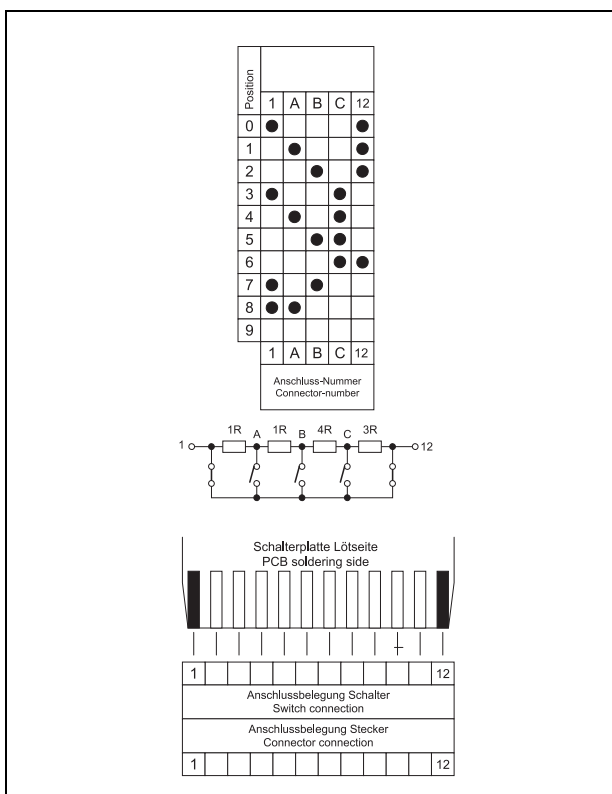 Position
1 A B C 12
0
1
2
3
4
5
6
7
8
9
1 A B C 12
Anschluss-Nummer
Connector-number
1R A 1R B 4R C 3R
1 12
Schalterplatte Lötseite
PCB soldering side
1 12
Anschlussbelegung Schalter
Switch connection
Anschlussbelegung Stecker
Connector connection
1 12